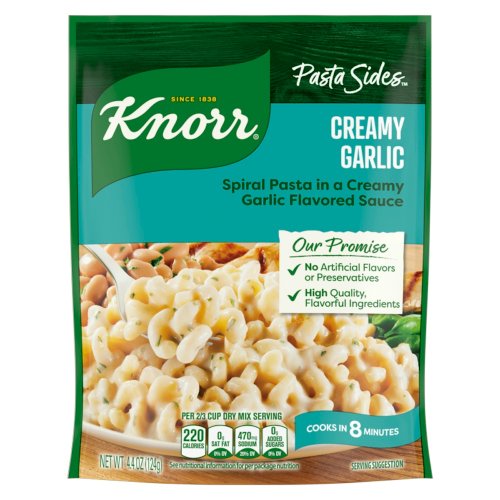 SINCE 1838
Knorr®
Pasta Sides™
CREAMY
GARLIC
Spiral Pasta in a Creamy
Garlic Flavored Sauce
Our Promise
✓ No Artificial Flavors
or Preservatives
✓ High Quality,
Flavorful Ingredients
PER 2/3 CUP DRY MIX SERVING
220
CALORIES
0g
SAT FAT
0% DV
470mg
SODIUM
20% DV
0g
ADDED
SUGARS
0% DV
See nutritional information for per package nutrition.
NET WT. 4.4 OZ (124g)
COOKS IN 8 MINUTES
SERVING SUGGESTION